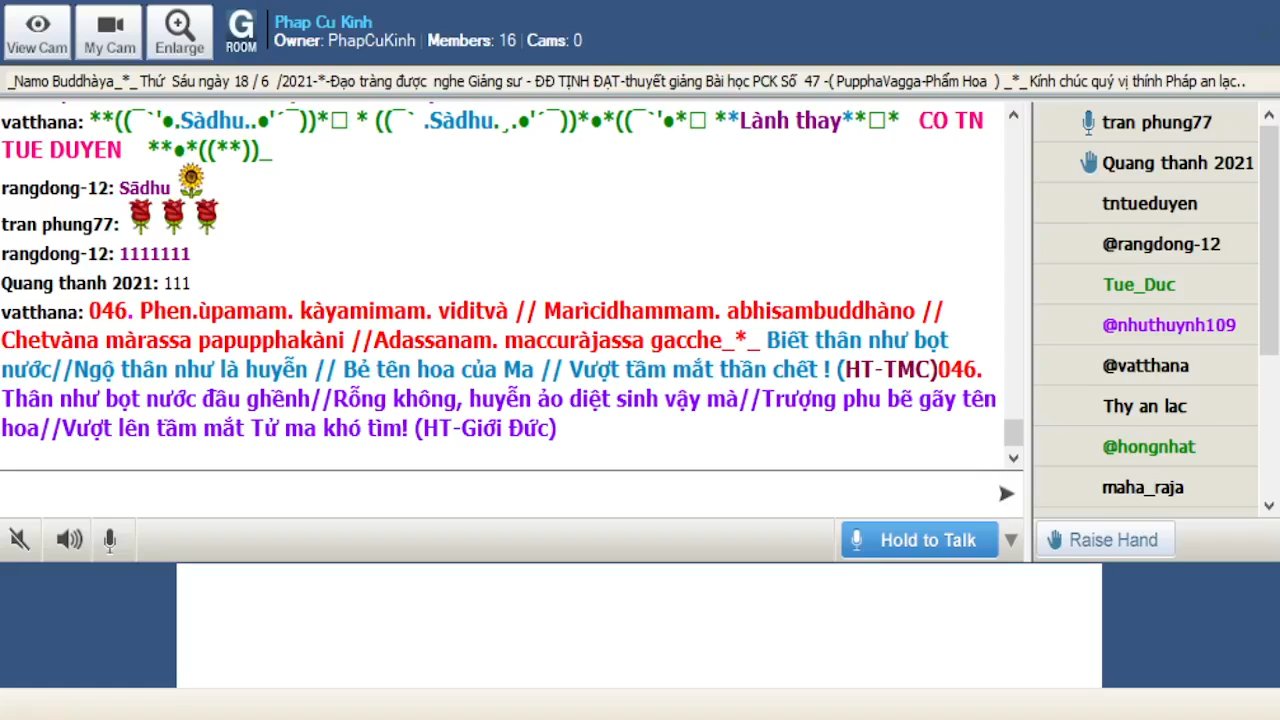 View Cam
My Cam
Enlarge
G
ROOM
Phap Cu Kinh
Owner: PhapCuKinh | Members: 16 | Cams: 0
_Namo Buddhàya_*_ Thứ Sáu ngày 18 / 6 /2021-*-Đạo tràng được nghe Giảng sư - ĐĐ TỊNH ĐẠT-thuyết giảng Bài học PCK Số 47 -( PupphaVagga-Phẩm Hoa ) _*_Kính chúc quý vị thính Pháp an lạc..
vatthana: **((¯`'●.Sàdhu..●'´¯))*□ * ((¯` .Sàdhu.¸.●'´¯))*●*((¯`'●*□ **Lành thay**□* CO TN
TUE DUYEN **●*((**))_
rangdong-12: Sādhu
tran phung77:
rangdong-12: 1111111
Quang thanh 2021: 111
vatthana: 046. Phen.ùpamam. kàyamimam. viditvà // Marìcidhammam. abhisambuddhàno //
Chetvàna màrassa papupphakàni //Adassanam. maccuràjassa gacche_*_ Biết thân như bọt
nước//Ngộ thân như là huyễn // Bẻ tên hoa của Ma // Vượt tầm mắt thần chết ! (HT-TMC)046.
Thân như bọt nước đầu ghềnh//Rỗng không, huyễn ảo diệt sinh vậy mà//Trượng phu bẽ gãy tên
hoa//Vượt lên tầm mắt Tử ma khó tìm! (HT-Giới Đức)
tran phung77
Quang thanh 2021
tntueduyen
@rangdong-12
Tue_Duc
@nhuthuynh109
@vatthana
Thy an lac
@hongnhat
maha_raja
Hold to Talk
Raise Hand